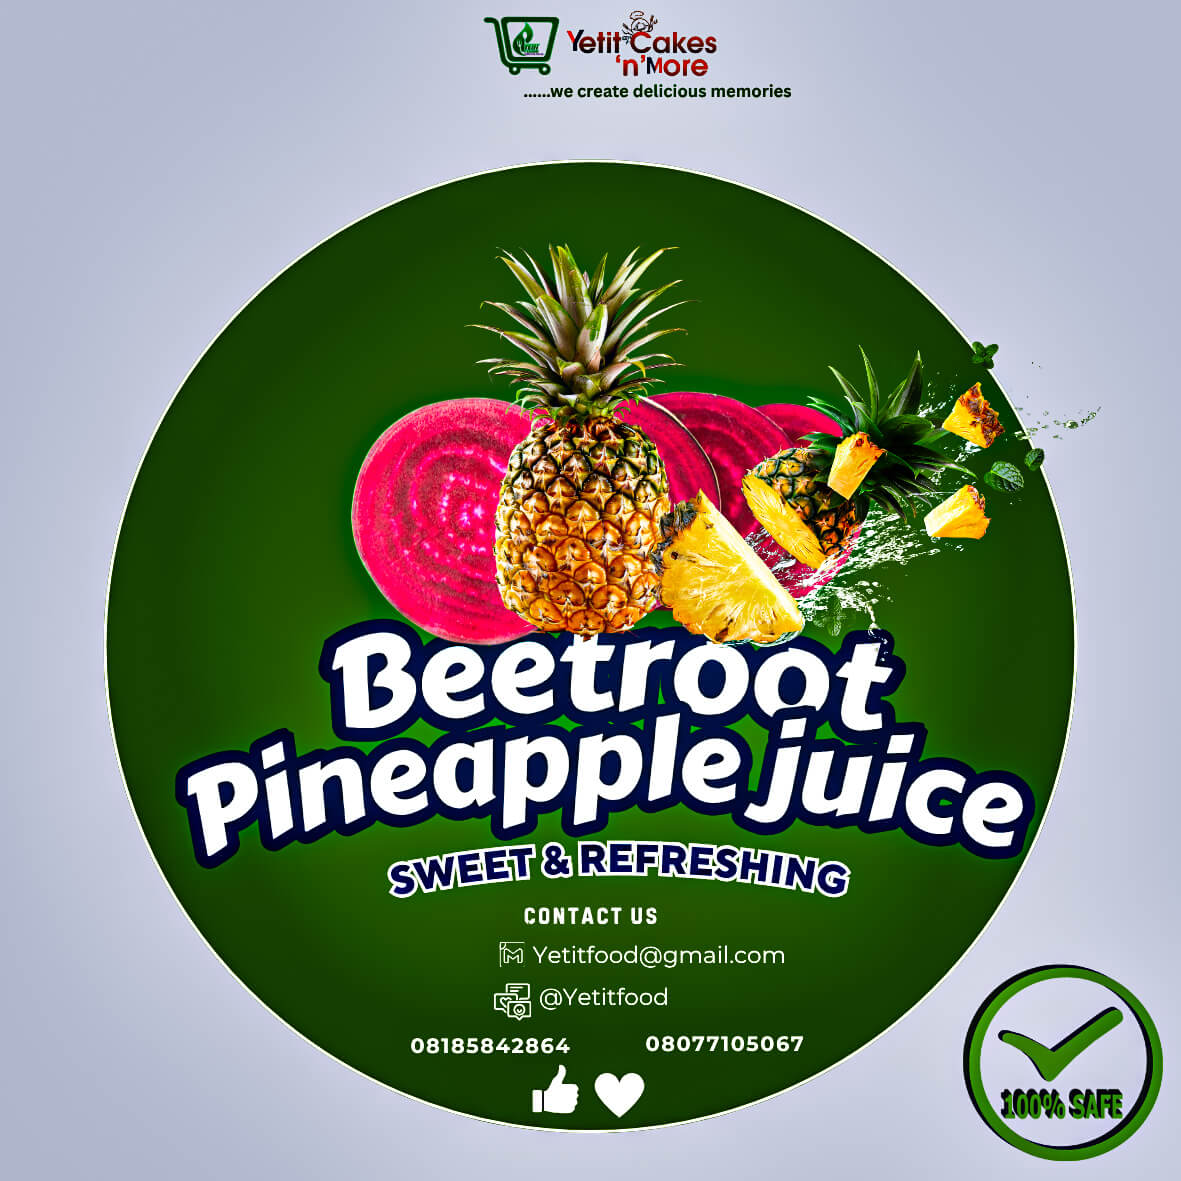 Yetit Cakes
'n' More
......we create delicious memories
Beetroot
Pineapple juice
SWEET & REFRESHING
CONTACT US
Yetitfood@gmail.com
@Yetitfood
08185842864 08077105067
100% SAFE